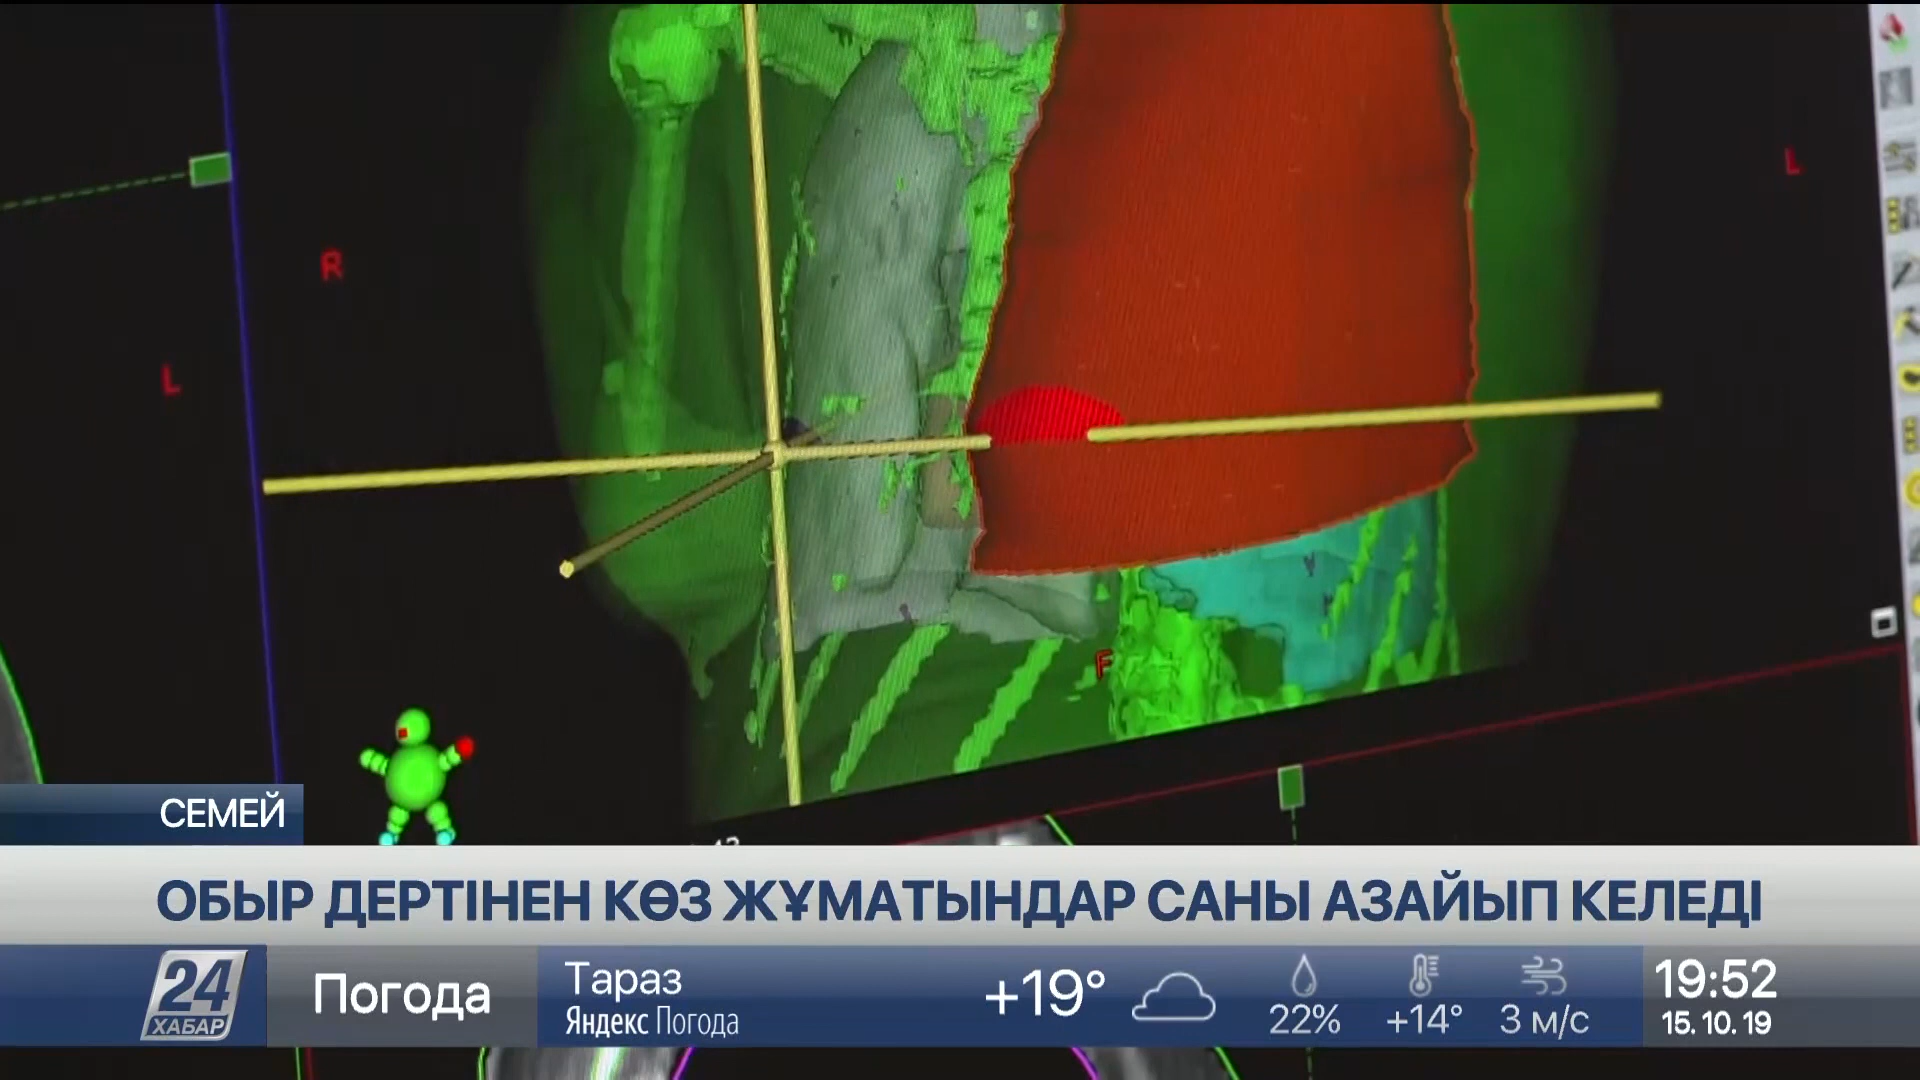 L
R
L
F
СЕМЕЙ
ОБЫР ДЕРТІНЕН КӨЗ ЖҰМАТЫНДАР САНЫ АЗАЙЫП КЕЛЕДІ
24
ХАБАР
Погода
Тараз
Яндекс Погода
+19°
22%
+14°
3 м/с
19:52
15.10.19